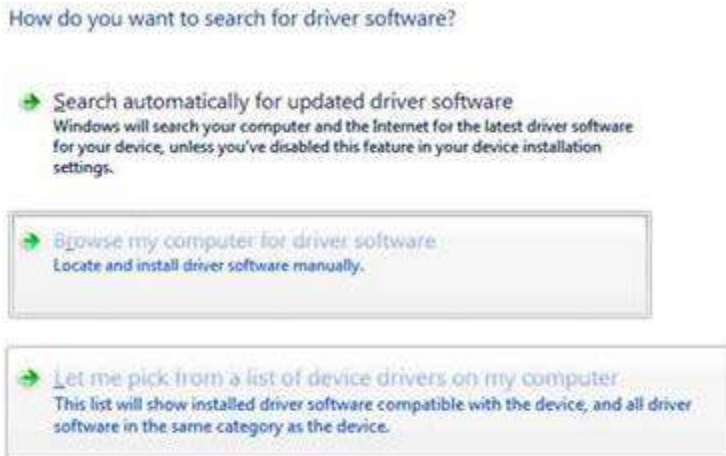 How do you want to search for driver software?
Search automatically for updated driver software
Windows will search your computer and the Internet for the latest driver software
for your device, unless you've disabled this feature in your device installation
settings.
Browse my computer for driver software
Locate and install driver software manually.
Let me pick from a list of device drivers on my computer
This list will show installed driver software compatible with the device, and all driver
software in the same category as the device.